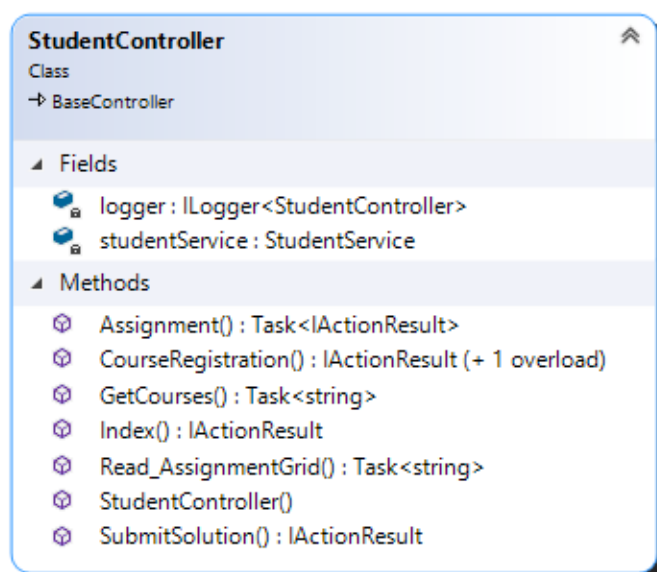 StudentController
Class
BaseController
Fields
logger : ILogger<StudentController>
studentService : StudentService
Methods
Assignment() : Task<IActionResult>
CourseRegistration() : IActionResult (+ 1 overload)
GetCourses() : Task<string>
Index() : IActionResult
Read_AssignmentGrid() : Task<string>
StudentController()
SubmitSolution() : IActionResult